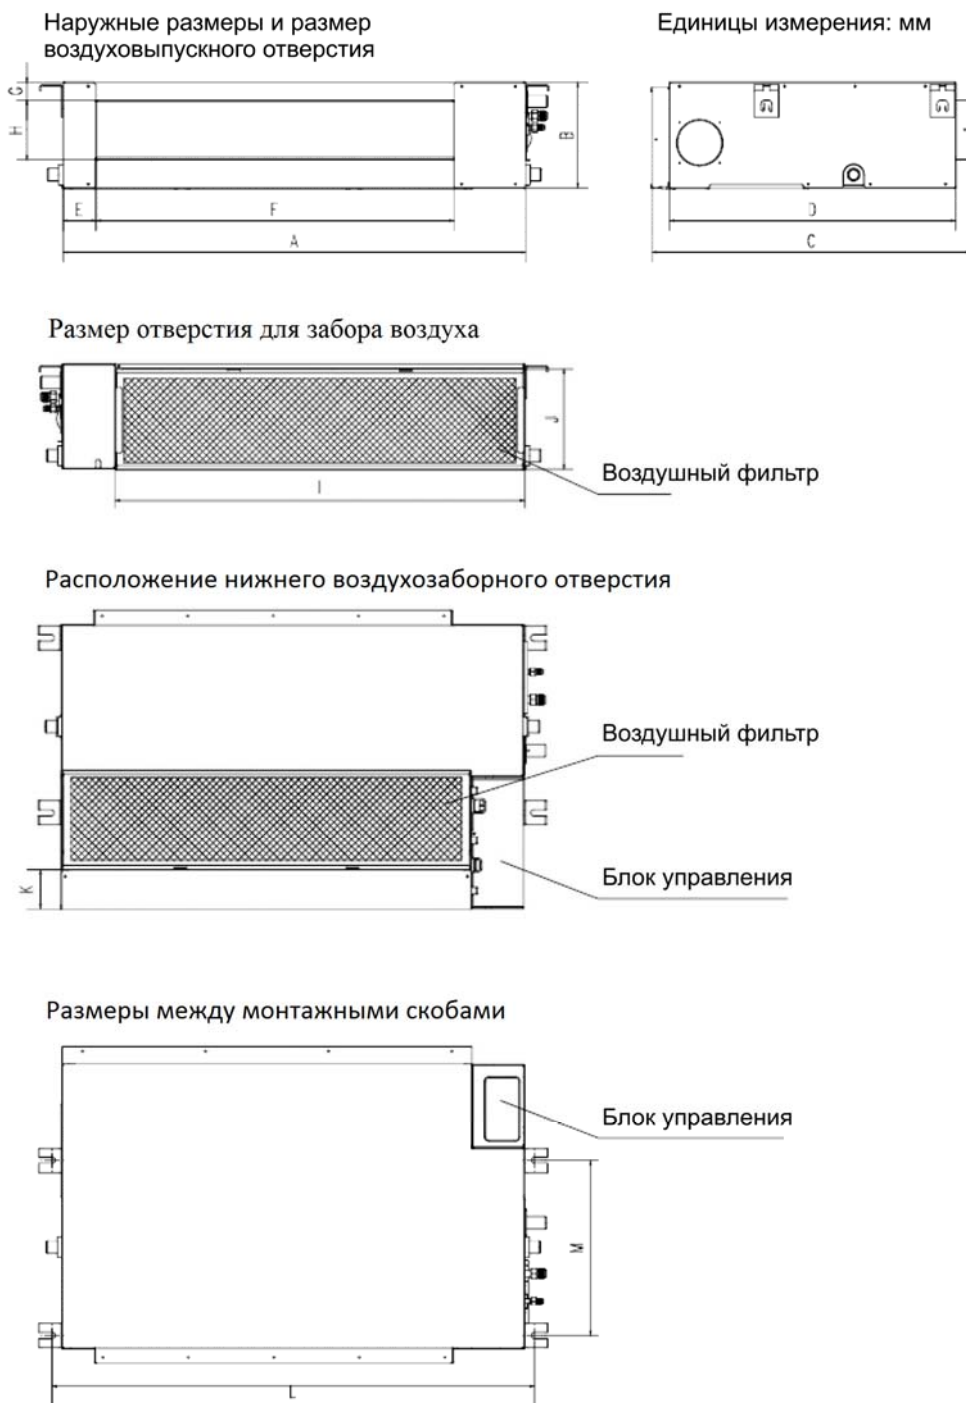 Наружные размеры и размер
воздуховыпускного отверстия
Единицы измерения: мм
G
H
B
E
F
A
D
C
Размер отверстия для забора воздуха
J
I
Воздушный фильтр
Расположение нижнего воздухозаборного отверстия
Воздушный фильтр
K
Блок управления
Размеры между монтажными скобами
Блок управления
M
L